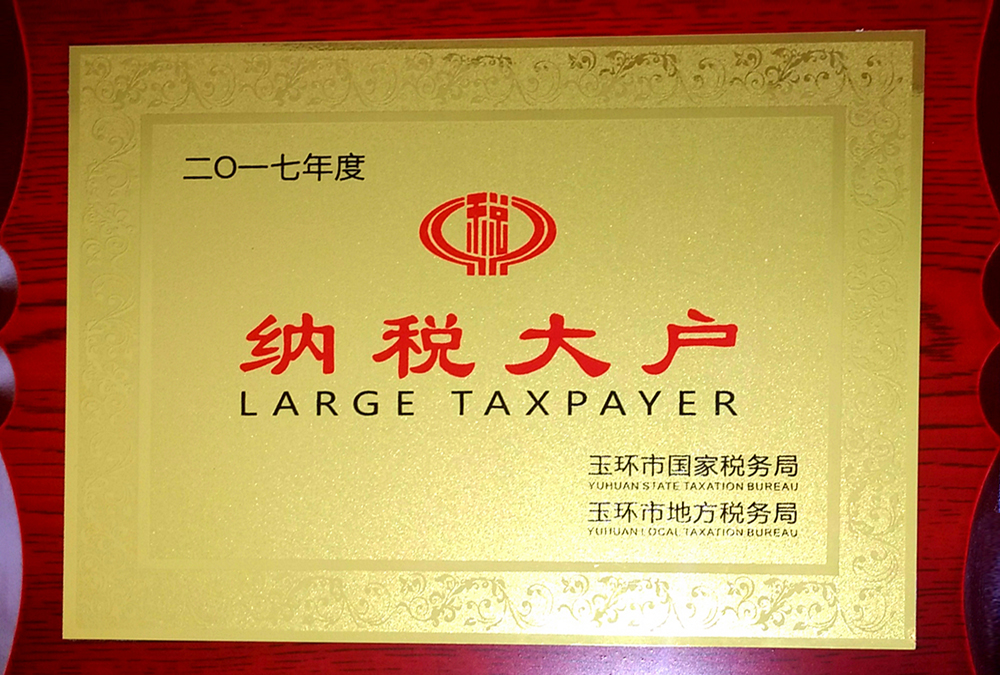 二〇一七年度
税
纳税大户
LARGE TAXPAYER
玉环市国家税务局
YUHUAN STATE TAXATION BUREAU
玉环市地方税务局
YUHUAN LOCAL TAXATION BUREAU